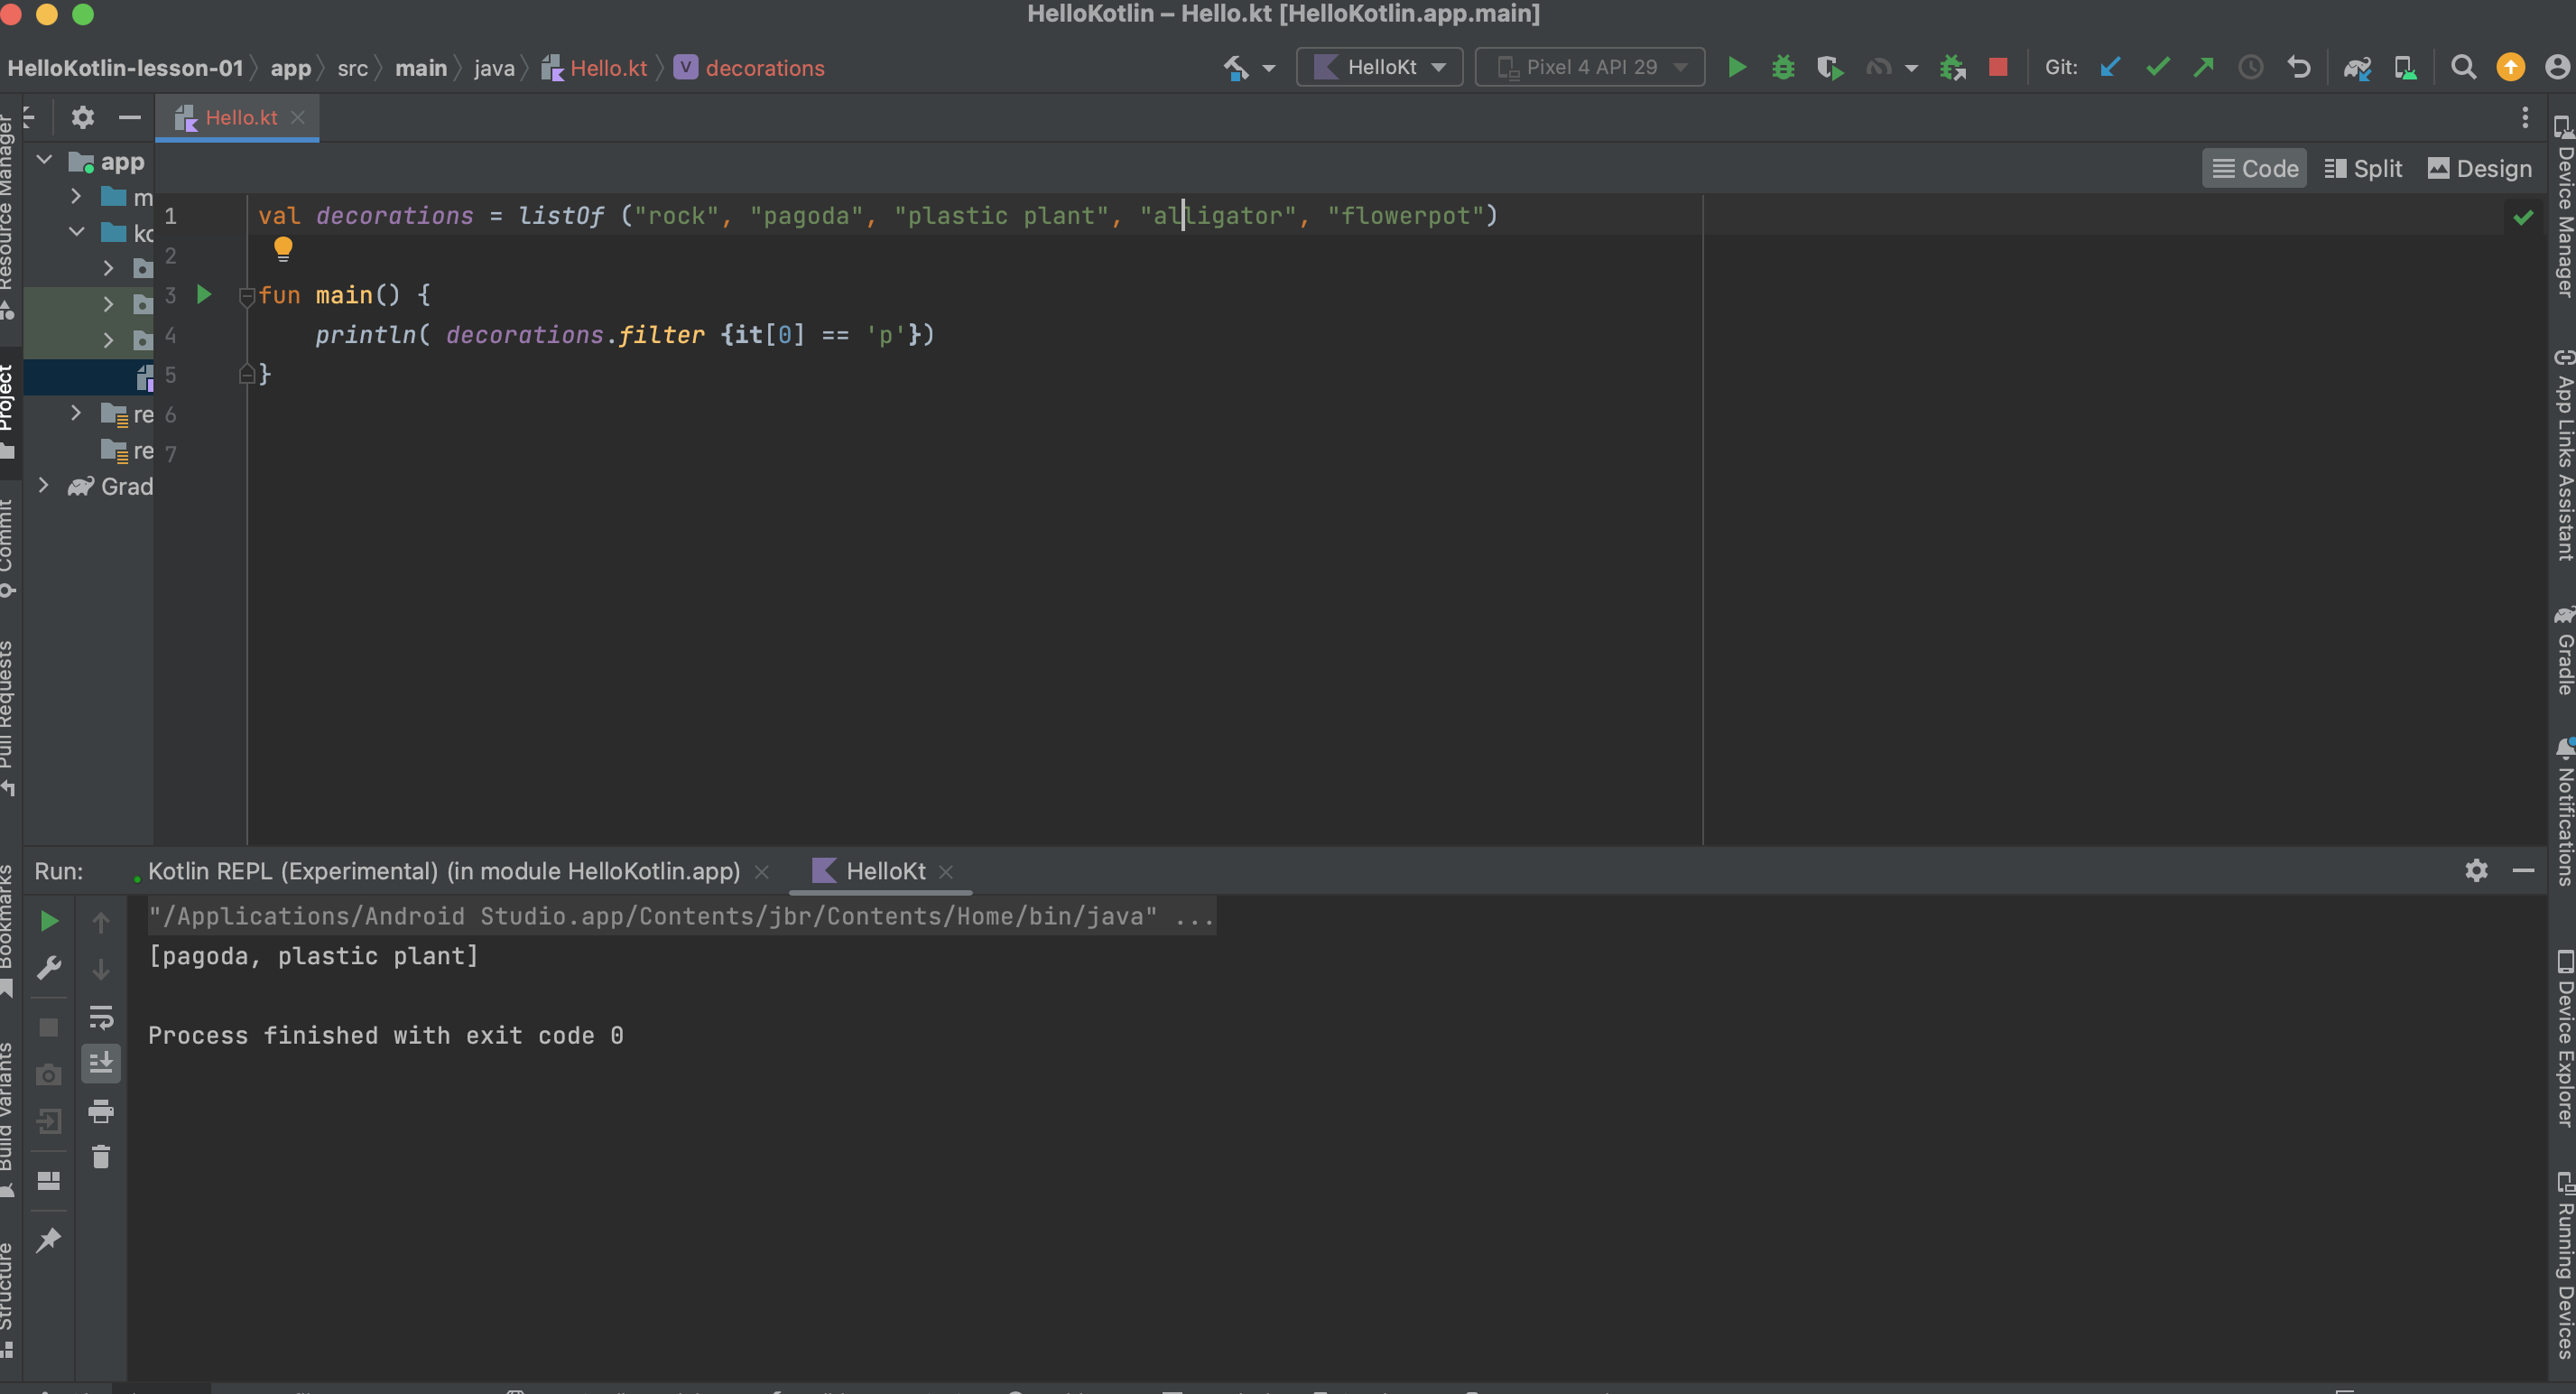 HelloKotlin – Hello.kt [HelloKotlin.app.main]
HelloKotlin-lesson-01 app src main java Hello.kt decorations
HelloKt
Pixel 4 API 29
Git:
Hello.kt
Code Split Design
Resource Manager
Project
Commit
Pull Requests
Bookmarks
Build Variants
Structure
app
m
re
re
Grad
1 val decorations = listOf ("rock", "pagoda", "plastic plant", "alligator", "flowerpot")
2
3 fun main() {
4 println( decorations.filter {it[0] == 'p'})
5 }
6
7
Run: Kotlin REPL (Experimental) (in module HelloKotlin.app) HelloKt
"/Applications/Android Studio.app/Contents/jbr/Contents/Home/bin/java" ...
[pagoda, plastic plant]
Process finished with exit code 0
Device Manager
App Links Assistant
Gradle
Notifications
Device Explorer
Running Devices